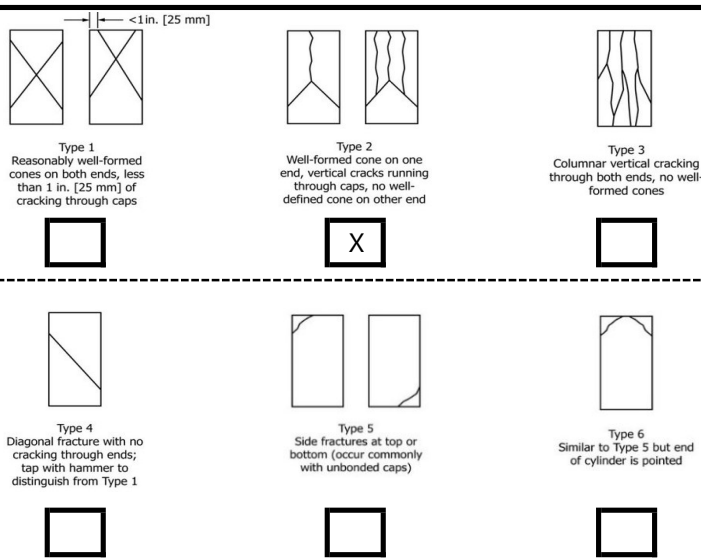 <1in. [25 mm]
Type 1
Reasonably well-formed
cones on both ends, less
than 1 in. [25 mm] of
cracking through caps
Type 2
Well-formed cone on one
end, vertical cracks running
through caps, no well-
defined cone on other end
Type 3
Columnar vertical cracking
through both ends, no well-
formed cones
X
Type 4
Diagonal fracture with no
cracking through ends;
tap with hammer to
distinguish from Type 1
Type 5
Side fractures at top or
bottom (occur commonly
with unbonded caps)
Type 6
Similar to Type 5 but end
of cylinder is pointed